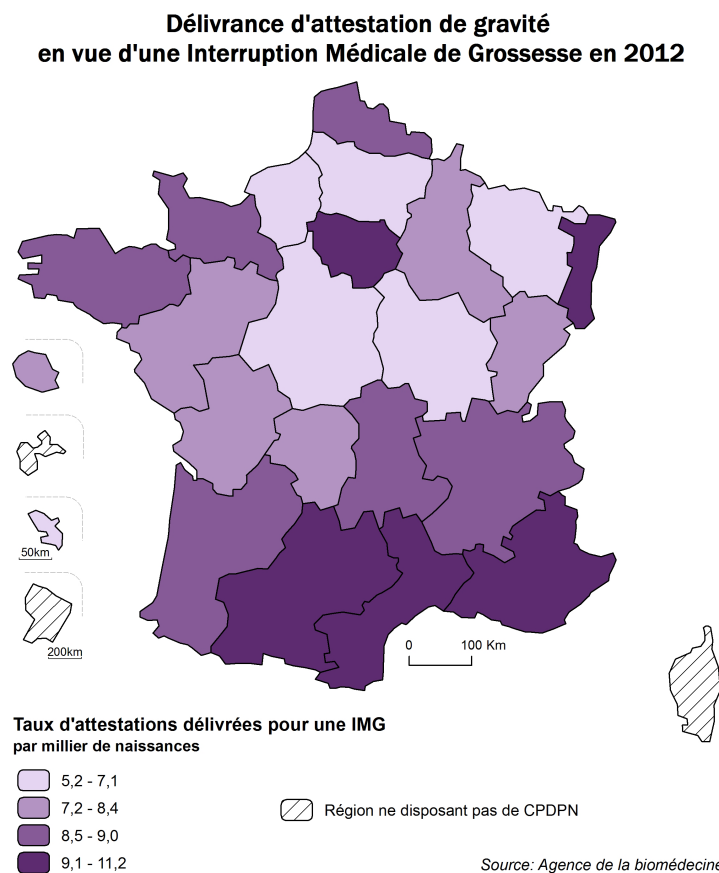 Délivrance d'attestation de gravité
en vue d'une Interruption Médicale de Grossesse en 2012
50km
200km
0 100 Km
Taux d'attestations délivrées pour une IMG
par millier de naissances
5,2 - 7,1
7,2 - 8,4
8,5 - 9,0
9,1 - 11,2
Région ne disposant pas de CPDPN
Source: Agence de la biomédecine